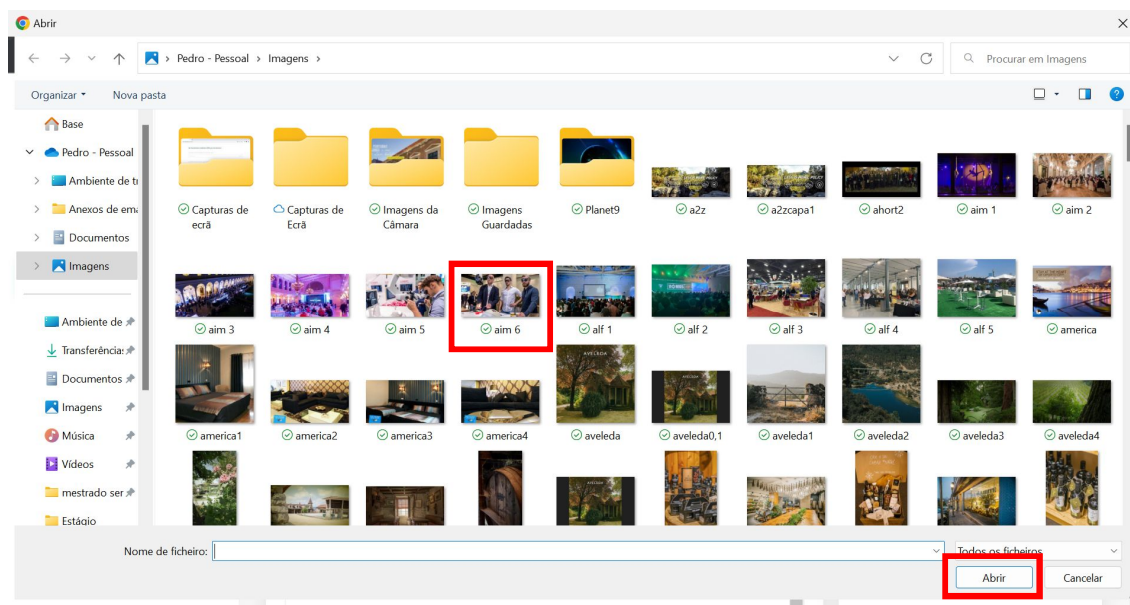 Abrir
Pedro - Pessoal > Imagens >
Procurar em Imagens
Organizar
Nova pasta
Base
Pedro - Pessoal
Ambiente de tr
Anexos de ema
Documentos
Imagens
Ambiente de
Transferência:
Documentos
Imagens
Música
Vídeos
mestrado ser
Estágio
Capturas de ecrã
Capturas de Ecrã
Imagens da Câmara
Imagens Guardadas
Planet9
a2z
a2zcapa1
ahort2
aim 1
aim 2
aim 3
aim 4
aim 5
aim 6
alf 1
alf 2
alf 3
alf 4
alf 5
america
america1
america2
america3
america4
AVELEDA
aveleda
aveleda0,1
aveleda1
aveleda2
aveleda3
aveleda4
Nome de ficheiro:
Todos os ficheiros
Abrir
Cancelar